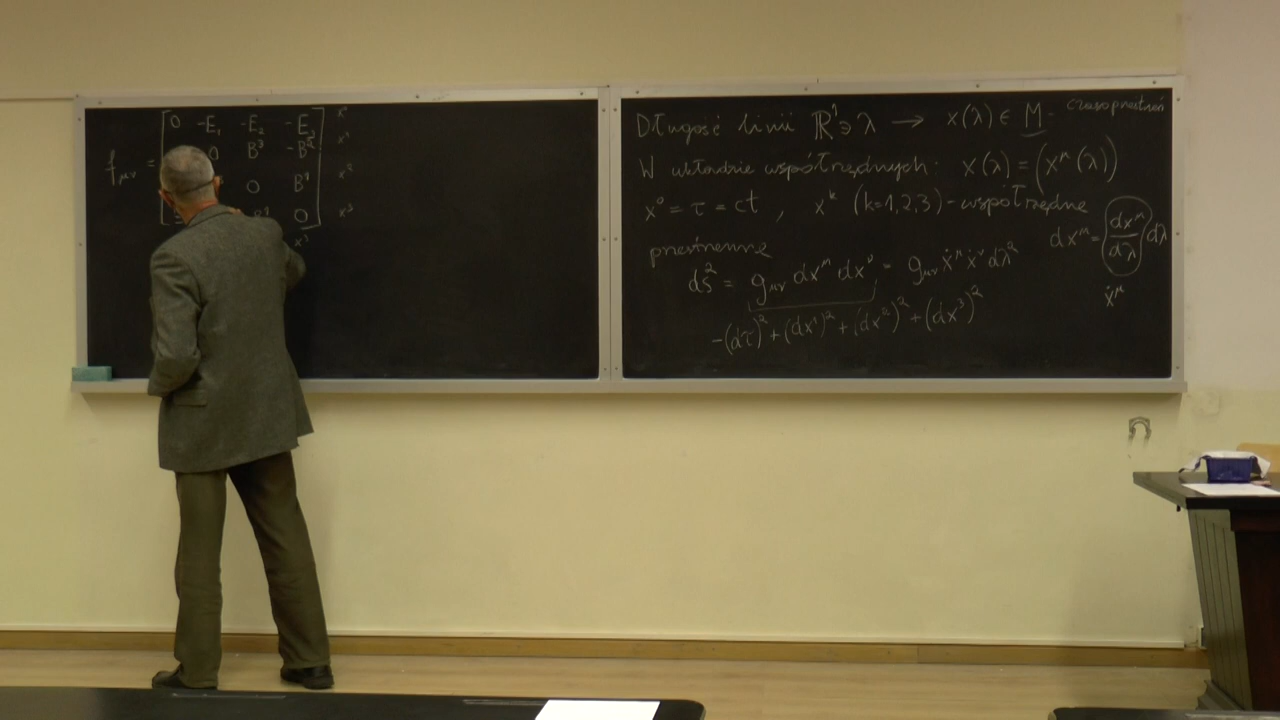 0 -E₁ -E₂ -E₃ x⁰
f_μν = 0 B³ -B² x¹
0 B¹ x²
0 x³
x³
Długość linii ℝ¹∋λ → x(λ) ∈ M - czasoprzestrzeń
W układzie współrzędnych: x(λ) = (x^μ(λ))
x⁰ = τ = ct , x^k (k=1,2,3) - współrzędne
przestrzenne
dx^μ = (dx^μ/dλ) dλ
ẋ^μ
ds² = g_μν dx^μ dx^ν = g_μν ẋ^μ ẋ^ν dλ²
-(dτ)² + (dx¹)² + (dx²)² + (dx³)²